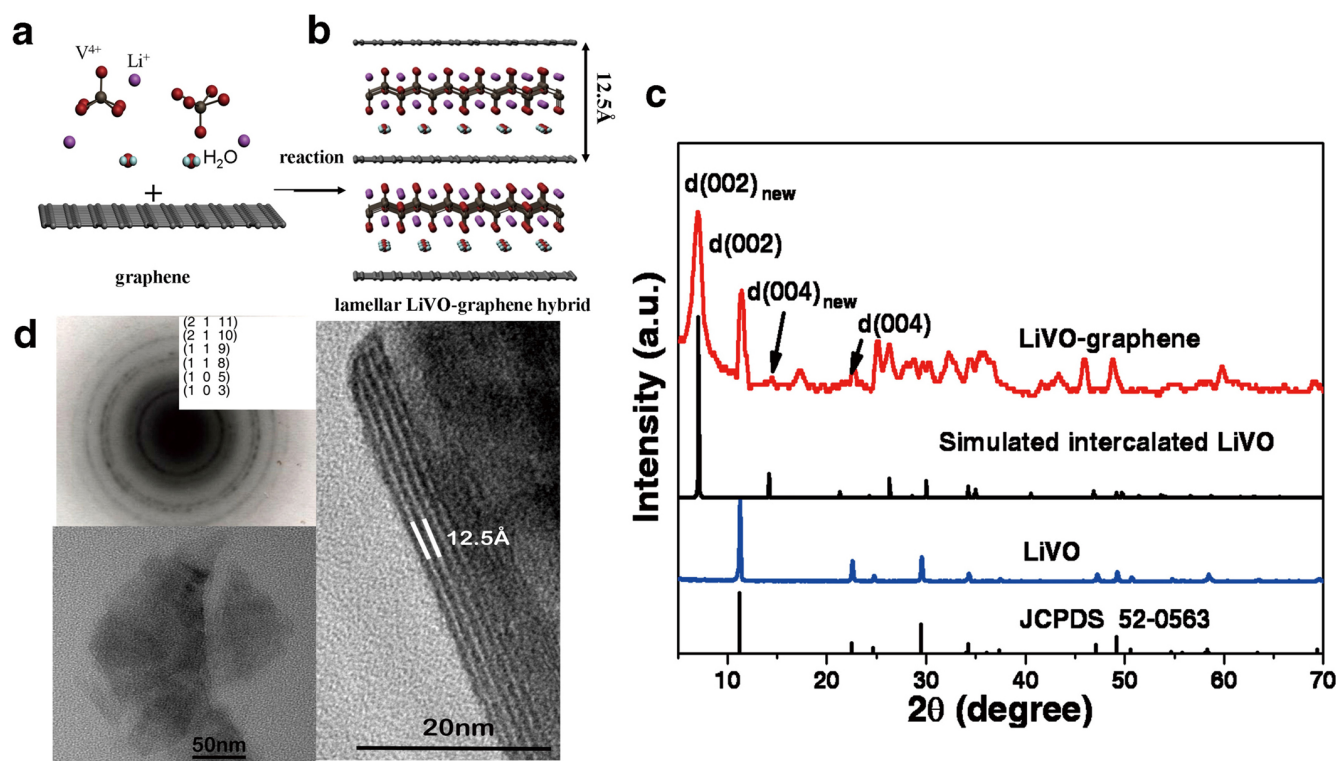 a
V⁴⁺
Li⁺
H₂O
+
graphene
reaction
b
12.5Å
lamellar LiVO-graphene hybrid
c
d(002)new
d(002)
d(004)new
d(004)
LiVO-graphene
Simulated intercalated LiVO
LiVO
JCPDS 52-0563
Intensity (a.u.)
10 20 30 40 50 60 70
2θ (degree)
d
(2 1 11)
(2 1 10)
(1 1 9)
(1 1 8)
(1 0 5)
(1 0 3)
50nm
12.5Å
20nm